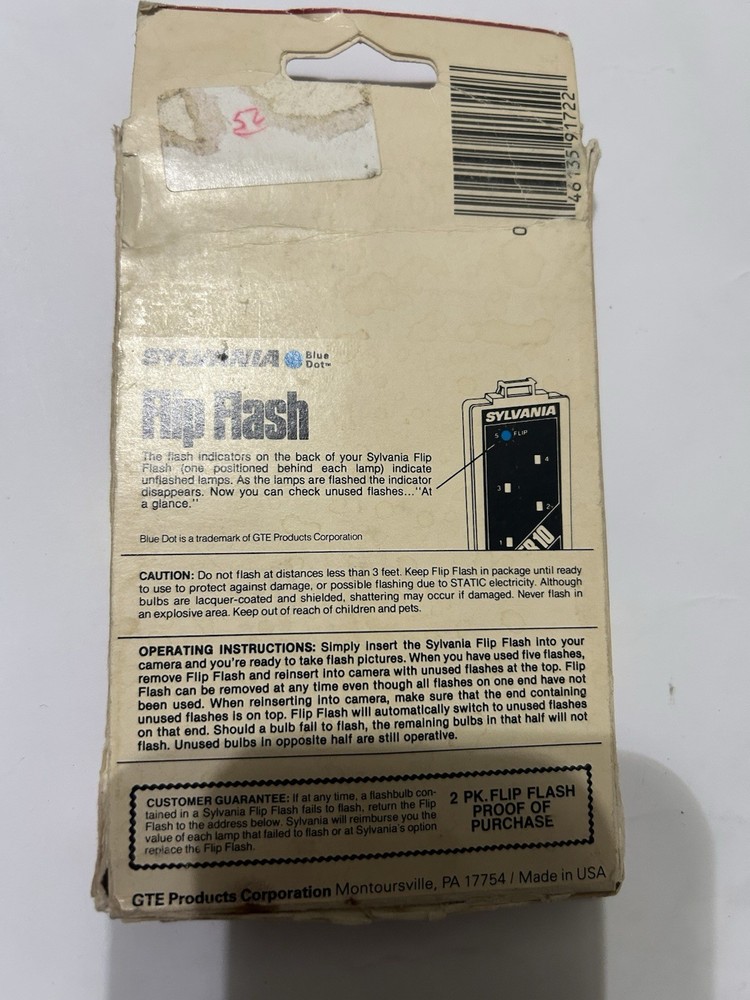 52
46135 91722
0
SYLVANIA Blue Dot™
Flip Flash
The flash indicators on the back of your Sylvania Flip
Flash (one positioned behind each lamp) indicate
unflashed lamps. As the lamps are flashed the indicator
disappears. Now you can check unused flashes..."At
a glance."
SYLVANIA
5 FLIP
4
3
2
1
10
Blue Dot is a trademark of GTE Products Corporation
CAUTION: Do not flash at distances less than 3 feet. Keep Flip Flash in package until ready
to use to protect against damage, or possible flashing due to STATIC electricity. Although
bulbs are lacquer-coated and shielded, shattering may occur if damaged. Never flash in
an explosive area. Keep out of reach of children and pets.
OPERATING INSTRUCTIONS: Simply insert the Sylvania Flip Flash into your
camera and you're ready to take flash pictures. When you have used five flashes,
remove Flip Flash and reinsert into camera with unused flashes at the top. Flip
Flash can be removed at any time even though all flashes on one end have not
been used. When reinserting into camera, make sure that the end containing
unused flashes is on top. Flip Flash will automatically switch to unused flashes
on that end. Should a bulb fail to flash, the remaining bulbs in that half will not
flash. Unused bulbs in opposite half are still operative.
CUSTOMER GUARANTEE: If at any time, a flashbulb con-
tained in a Sylvania Flip Flash fails to flash, return the Flip
Flash to the address below. Sylvania will reimburse you the
value of each lamp that failed to flash or at Sylvania's option
replace the Flip Flash.
2 PK. FLIP FLASH
PROOF OF
PURCHASE
GTE Products Corporation Montoursville, PA 17754 / Made in USA